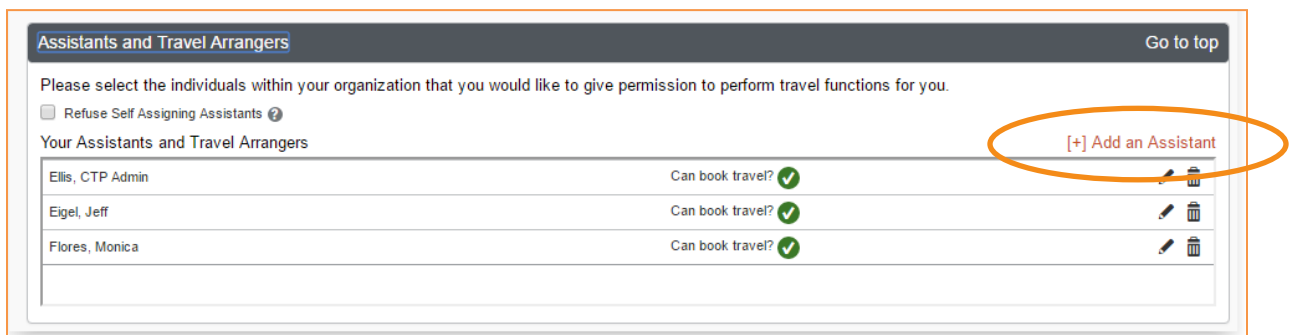 Assistants and Travel Arrangers Go to top
Please select the individuals within your organization that you would like to give permission to perform travel functions for you.
Refuse Self Assigning Assistants ?
Your Assistants and Travel Arrangers [+] Add an Assistant
Ellis, CTP Admin Can book travel?
Eigel, Jeff Can book travel?
Flores, Monica Can book travel?